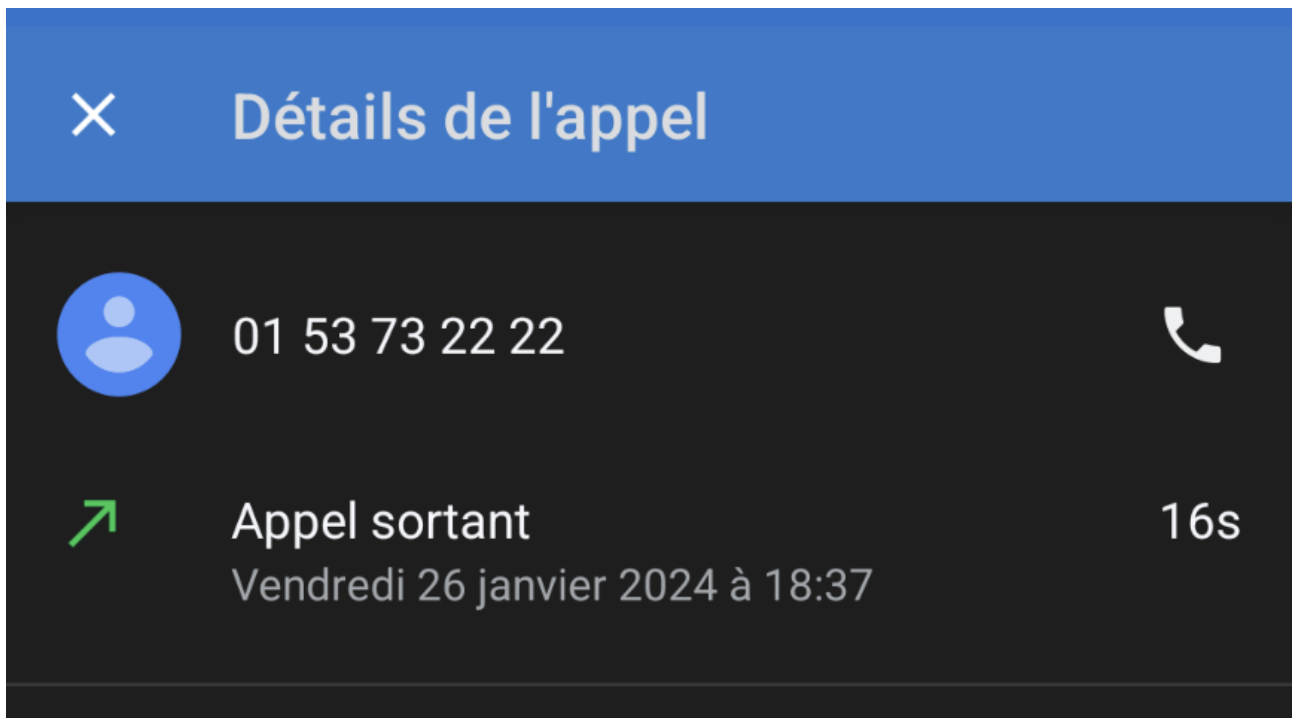 Détails de l'appel
01 53 73 22 22
Appel sortant 16s
Vendredi 26 janvier 2024 à 18:37